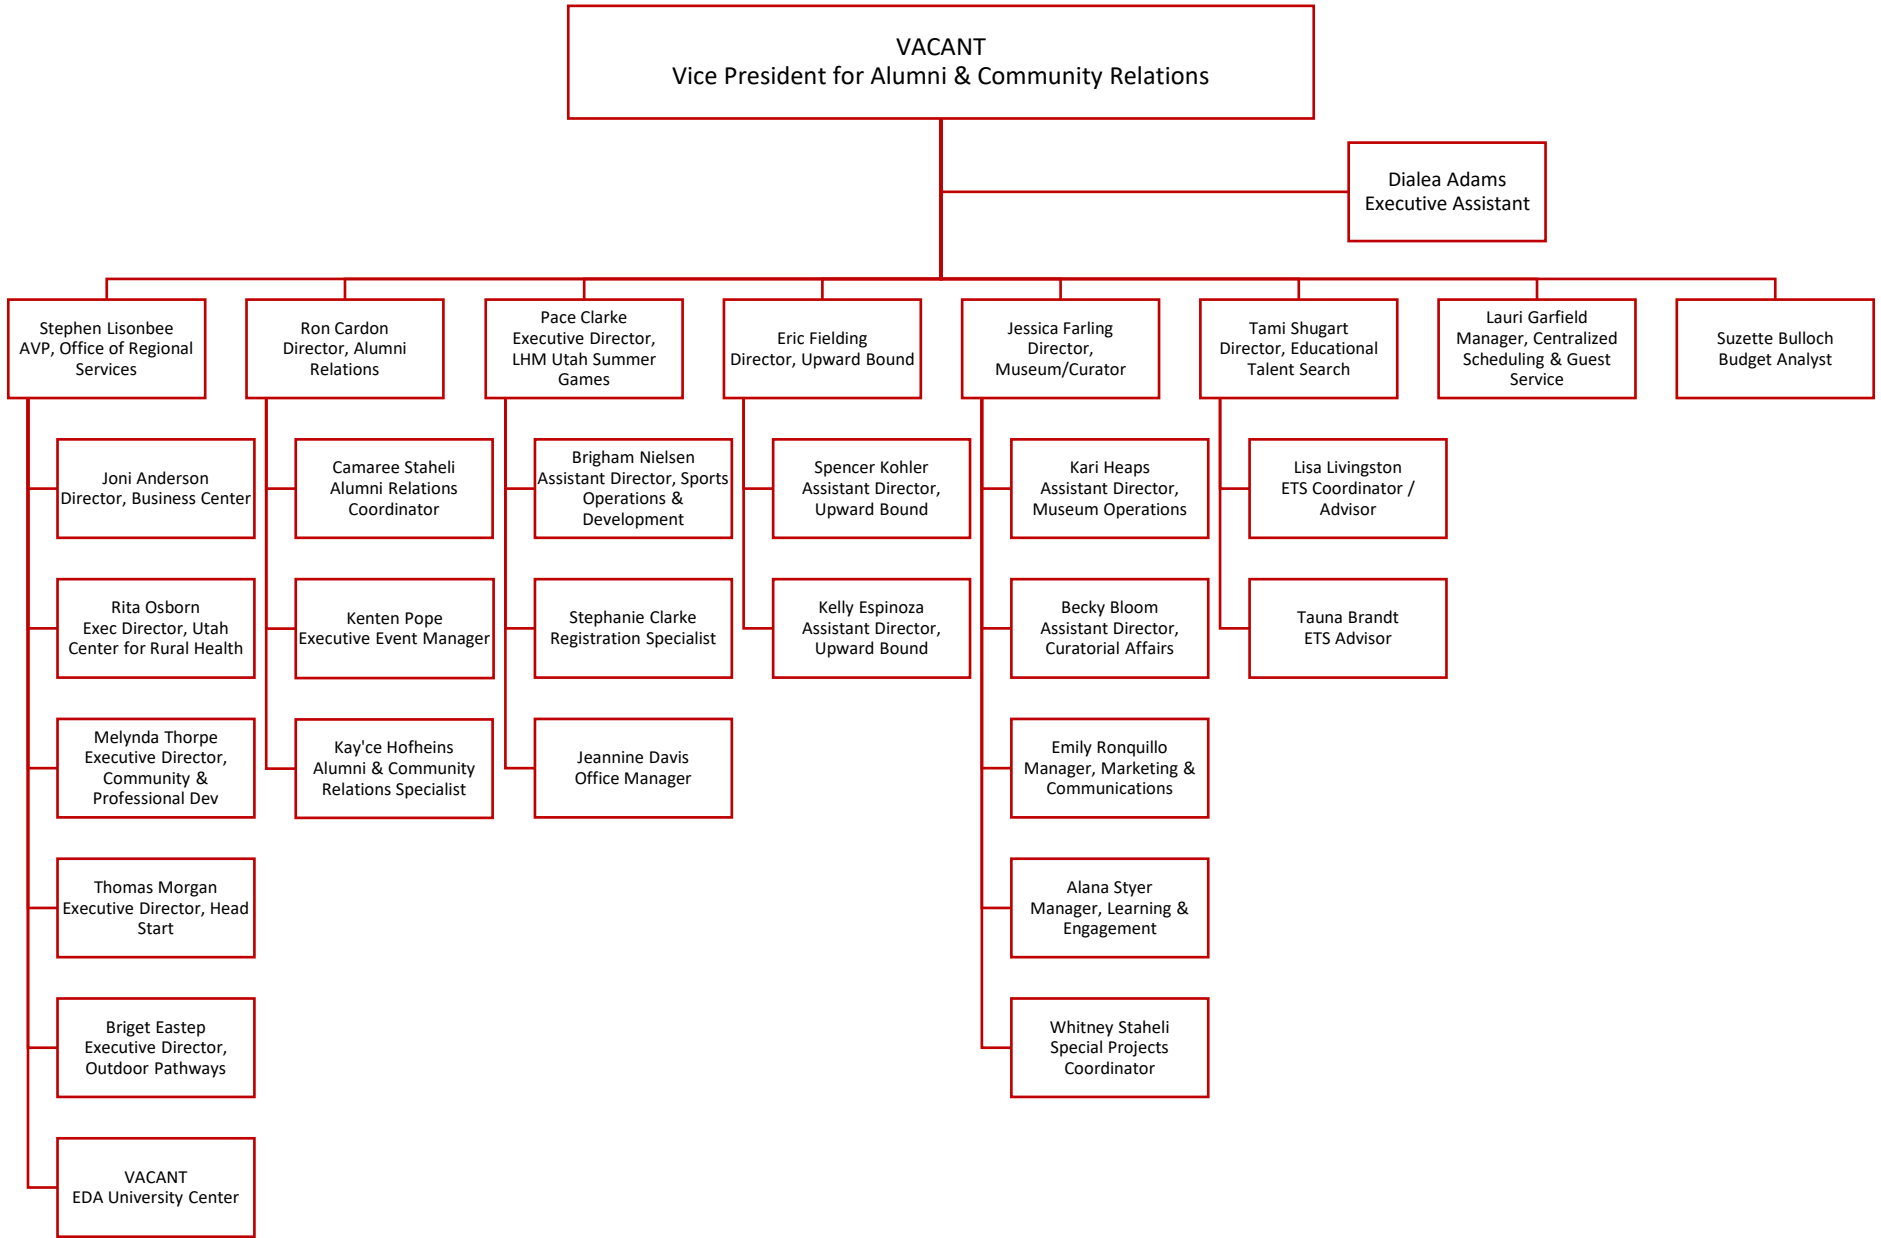 VACANT
Vice President for Alumni & Community Relations
Dialea Adams
Executive Assistant
Stephen Lisonbee
AVP, Office of Regional
Services
Ron Cardon
Director, Alumni
Relations
Pace Clarke
Executive Director,
LHM Utah Summer
Games
Eric Fielding
Director, Upward Bound
Jessica Farling
Director,
Museum/Curator
Tami Shugart
Director, Educational
Talent Search
Lauri Garfield
Manager, Centralized
Scheduling & Guest
Service
Suzette Bulloch
Budget Analyst
Joni Anderson
Director, Business Center
Rita Osborn
Exec Director, Utah
Center for Rural Health
Melynda Thorpe
Executive Director,
Community &
Professional Dev
Thomas Morgan
Executive Director, Head
Start
Briget Eastep
Executive Director,
Outdoor Pathways
VACANT
EDA University Center
Camaree Staheli
Alumni Relations
Coordinator
Kenten Pope
Executive Event Manager
Kay'ce Hofheins
Alumni & Community
Relations Specialist
Brigham Nielsen
Assistant Director, Sports
Operations &
Development
Stephanie Clarke
Registration Specialist
Jeannine Davis
Office Manager
Spencer Kohler
Assistant Director,
Upward Bound
Kelly Espinoza
Assistant Director,
Upward Bound
Kari Heaps
Assistant Director,
Museum Operations
Becky Bloom
Assistant Director,
Curatorial Affairs
Emily Ronquillo
Manager, Marketing &
Communications
Alana Styer
Manager, Learning &
Engagement
Whitney Staheli
Special Projects
Coordinator
Lisa Livingston
ETS Coordinator /
Advisor
Tauna Brandt
ETS Advisor